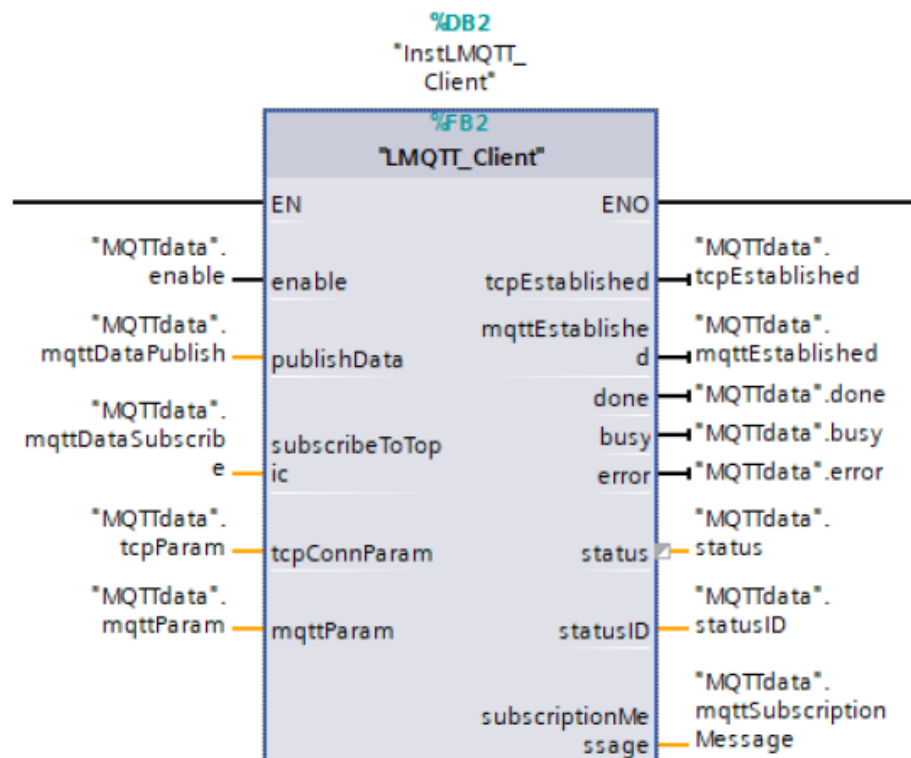 %DB2
"InstLMQTT_
Client"
%FB2
"LMQTT_Client"
EN
ENO
"MQTTdata".
enable
enable
tcpEstablished
"MQTTdata".
tcpEstablished
"MQTTdata".
mqttDataPublish
publishData
mqttEstablishe
d
"MQTTdata".
mqttEstablished
done
"MQTTdata".done
"MQTTdata".
mqttDataSubscrib
e
subscribeToTop
ic
busy
"MQTTdata".busy
error
"MQTTdata".error
"MQTTdata".
tcpParam
tcpConnParam
status
"MQTTdata".
status
"MQTTdata".
mqttParam
mqttParam
statusID
"MQTTdata".
statusID
subscriptionMe
ssage
"MQTTdata".
mqttSubscription
Message